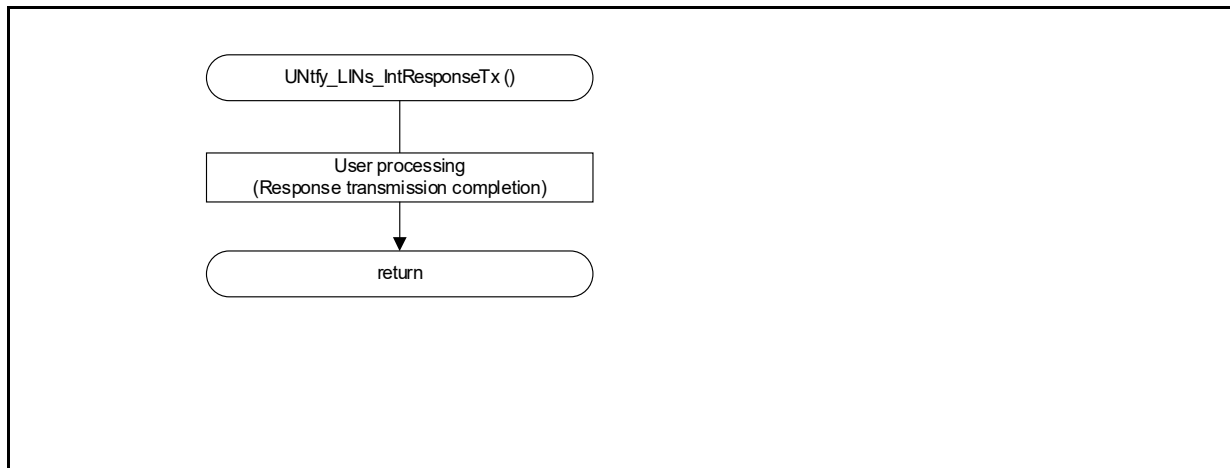 UNtfy_LINs_IntResponseTx ()
User processing
(Response transmission completion)
return